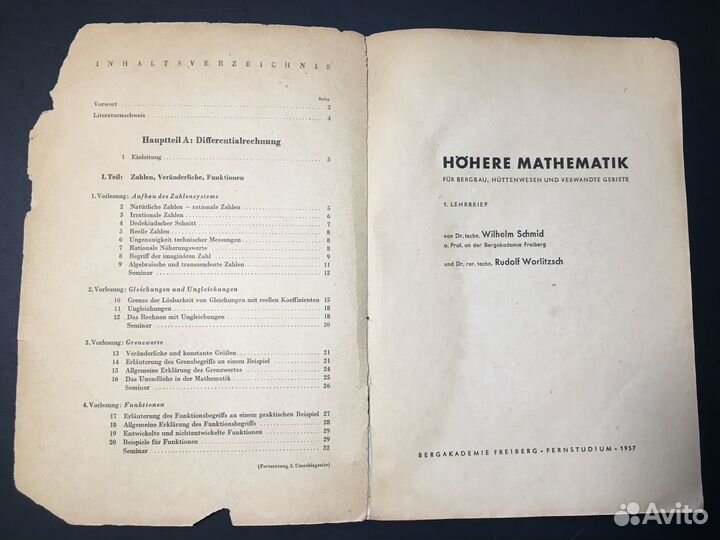 INHALTSVERZEICHNIS
Seite
Vorwort 3
Literaturnachweis 4
Hauptteil A: Differentialrechnung
1 Einleitung 5
I. Teil: Zahlen, Veränderliche, Funktionen
1. Vorlesung: Aufbau des Zahlensystems
2 Natürliche Zahlen – rationale Zahlen 5
3 Irrationale Zahlen 6
4 Dedekindscher Schnitt 7
5 Reelle Zahlen 8
6 Ungenauigkeit technischer Messungen 8
7 Rationale Näherungswerte 8
8 Begriff der imaginären Zahl 9
9 Algebraische und transzendente Zahlen 11
Seminar 12
2. Vorlesung: Gleichungen und Ungleichungen
10 Grenze der Lösbarkeit von Gleichungen mit reellen Koeffizienten 15
11 Ungleichungen 18
12 Das Rechnen mit Ungleichungen 18
Seminar 20
3. Vorlesung: Grenzwerte
13 Veränderliche und konstante Größen 21
14 Erläuterung des Grenzbegriffs an einem Beispiel 21
15 Allgemeine Erklärung des Grenzwertes 24
16 Das Unendliche in der Mathematik 25
Seminar 26
4. Vorlesung: Funktionen
17 Erläuterung des Funktionsbegriffs an einem praktischen Beispiel 27
18 Allgemeine Erklärung des Funktionsbegriffs 28
19 Entwickelte und nichtentwickelte Funktionen 29
20 Beispiele für Funktionen 29
Seminar 32
(Fortsetzung 3. Umschlagseite)
HÖHERE MATHEMATIK
FÜR BERGBAU, HÜTTENWESEN UND VERWANDTE GEBIETE
1. LEHRBRIEF
von Dr. techn. Wilhelm Schmid
o. Prof. an der Bergakademie Freiberg
und Dr. rer. techn. Rudolf Worlitzsch
BERGAKADEMIE FREIBERG • FERNSTUDIUM • 1957
Avito